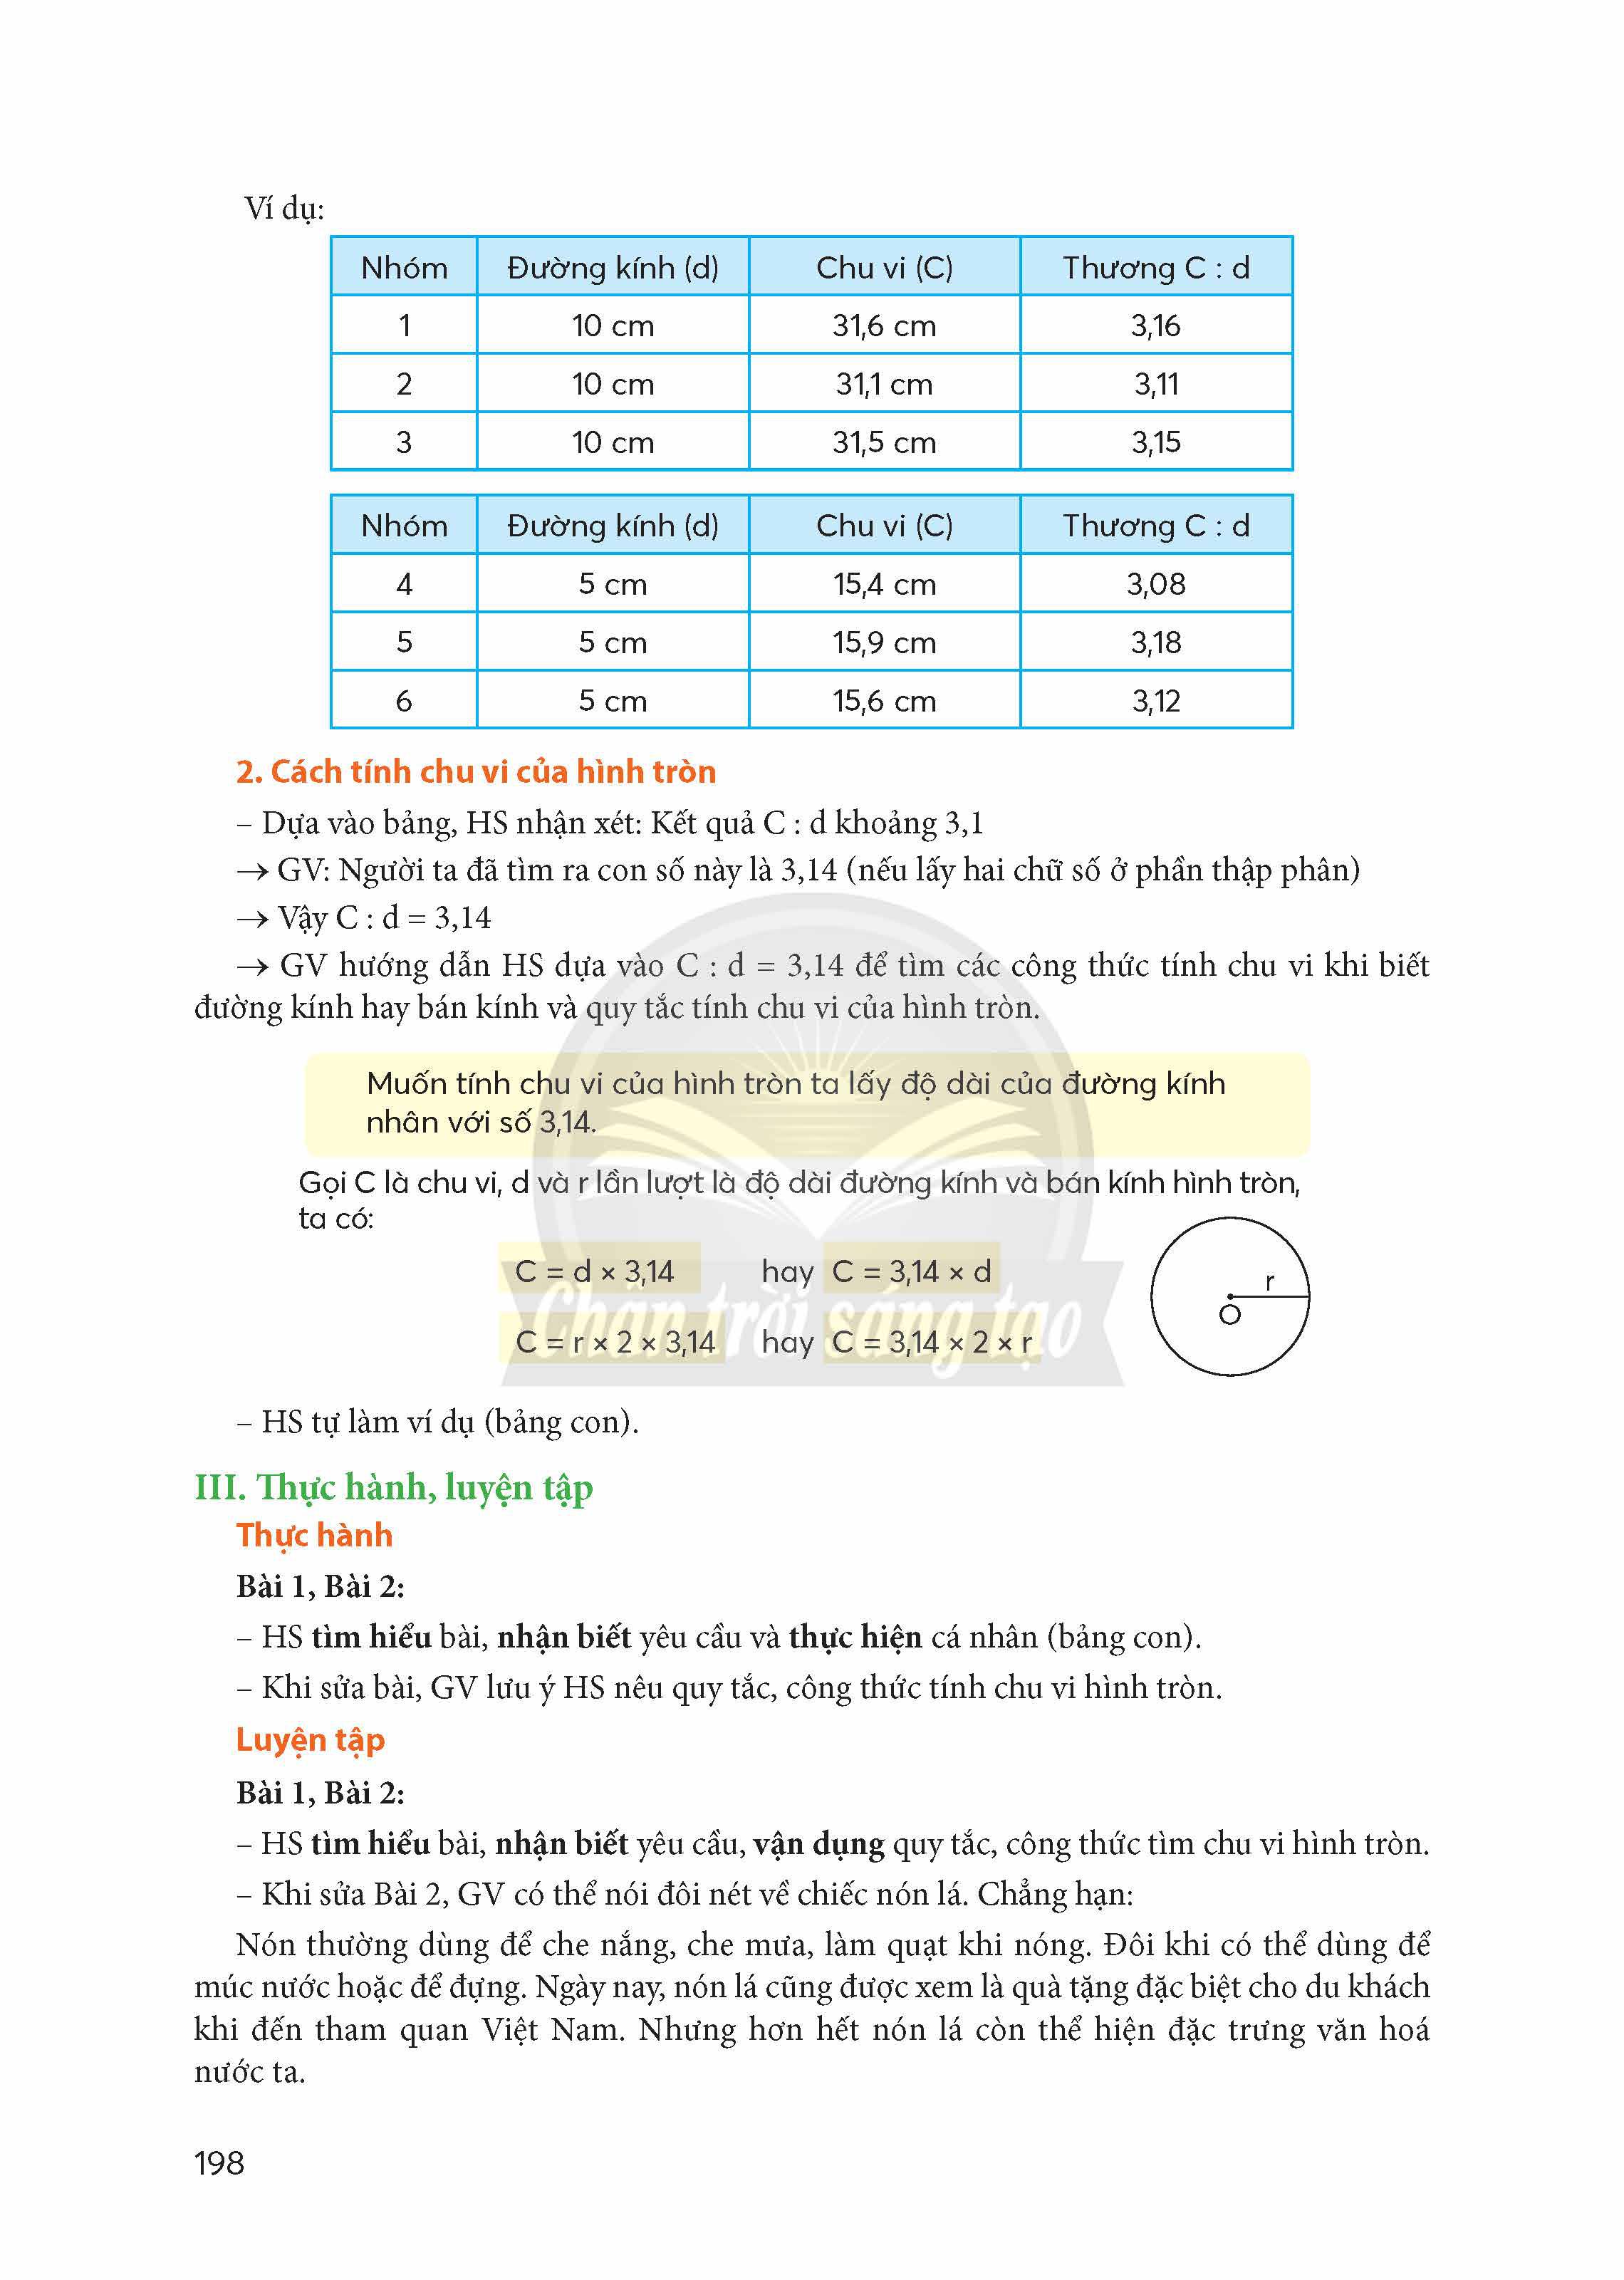 Ví dụ:
Nhóm Đường kính (d) Chu vi (C) Thương C : d
1 10 cm 31,6 cm 3,16
2 10 cm 31,1 cm 3,11
3 10 cm 31,5 cm 3,15
Nhóm Đường kính (d) Chu vi (C) Thương C : d
4 5 cm 15,4 cm 3,08
5 5 cm 15,9 cm 3,18
6 5 cm 15,6 cm 3,12
2. Cách tính chu vi của hình tròn
– Dựa vào bảng, HS nhận xét: Kết quả C : d khoảng 3,1
→ GV: Người ta đã tìm ra con số này là 3,14 (nếu lấy hai chữ số ở phần thập phân)
→ Vậy C : d = 3,14
→ GV hướng dẫn HS dựa vào C : d = 3,14 để tìm các công thức tính chu vi khi biết
đường kính hay bán kính và quy tắc tính chu vi của hình tròn.
Muốn tính chu vi của hình tròn ta lấy độ dài của đường kính
nhân với số 3,14.
Gọi C là chu vi, d và r lần lượt là độ dài đường kính và bán kính hình tròn,
ta có:
C = d × 3,14 hay C = 3,14 × d
C = r × 2 × 3,14 hay C = 3,14 × 2 × r
r
O
Chân trời sáng tạo
– HS tự làm ví dụ (bảng con).
III. Thực hành, luyện tập
Thực hành
Bài 1, Bài 2:
– HS tìm hiểu bài, nhận biết yêu cầu và thực hiện cá nhân (bảng con).
– Khi sửa bài, GV lưu ý HS nêu quy tắc, công thức tính chu vi hình tròn.
Luyện tập
Bài 1, Bài 2:
– HS tìm hiểu bài, nhận biết yêu cầu, vận dụng quy tắc, công thức tìm chu vi hình tròn.
– Khi sửa Bài 2, GV có thể nói đôi nét về chiếc nón lá. Chẳng hạn:
Nón thường dùng để che nắng, che mưa, làm quạt khi nóng. Đôi khi có thể dùng để
múc nước hoặc để đựng. Ngày nay, nón lá cũng được xem là quà tặng đặc biệt cho du khách
khi đến tham quan Việt Nam. Nhưng hơn hết nón lá còn thể hiện đặc trưng văn hoá
nước ta.
198